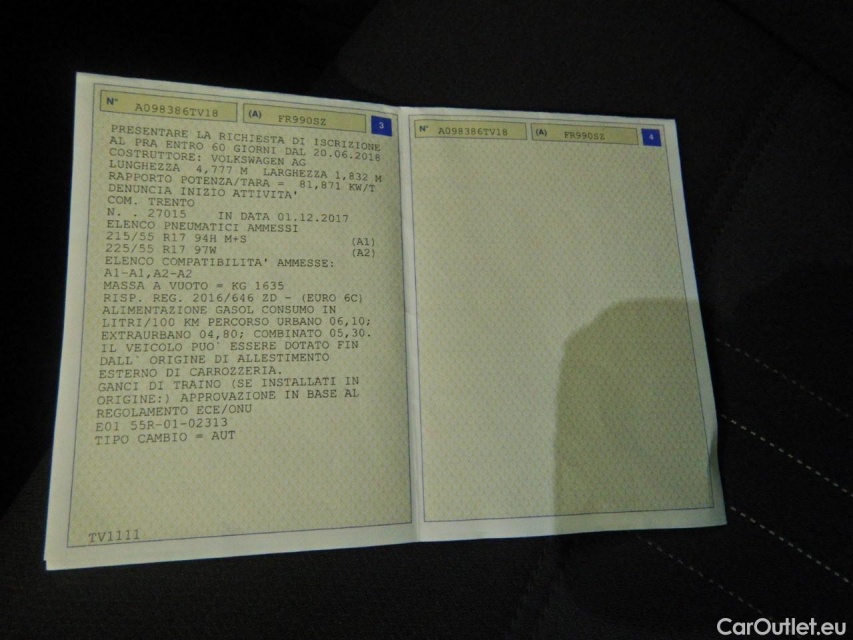 N° A098386TV18 (A) FR990SZ 3
PRESENTARE LA RICHIESTA DI ISCRIZIONE
AL PRA ENTRO 60 GIORNI DAL 20.06.2018
COSTRUTTORE: VOLKSWAGEN AG
LUNGHEZZA 4,777 M LARGHEZZA 1,832 M
RAPPORTO POTENZA/TARA = 81,871 KW/T
DENUNCIA INIZIO ATTIVITA'
COM. TRENTO
N. . 27015 IN DATA 01.12.2017
ELENCO PNEUMATICI AMMESSI
215/55 R17 94H M+S (A1)
225/55 R17 97W (A2)
ELENCO COMPATIBILITA' AMMESSE:
A1-A1,A2-A2
MASSA A VUOTO = KG 1635
RISP. REG. 2016/646 ZD - (EURO 6C)
ALIMENTAZIONE GASOL CONSUMO IN
LITRI/100 KM PERCORSO URBANO 06,10;
EXTRAURBANO 04,80; COMBINATO 05,30.
IL VEICOLO PUO` ESSERE DOTATO FIN
DALL` ORIGINE DI ALLESTIMENTO
ESTERNO DI CARROZZERIA.
GANCI DI TRAINO (SE INSTALLATI IN
ORIGINE:) APPROVAZIONE IN BASE AL
REGOLAMENTO ECE/ONU
E01 55R-01-02313
TIPO CAMBIO = AUT
TV1111
N° A098386TV18 (A) FR990SZ 4
CarOutlet.eu